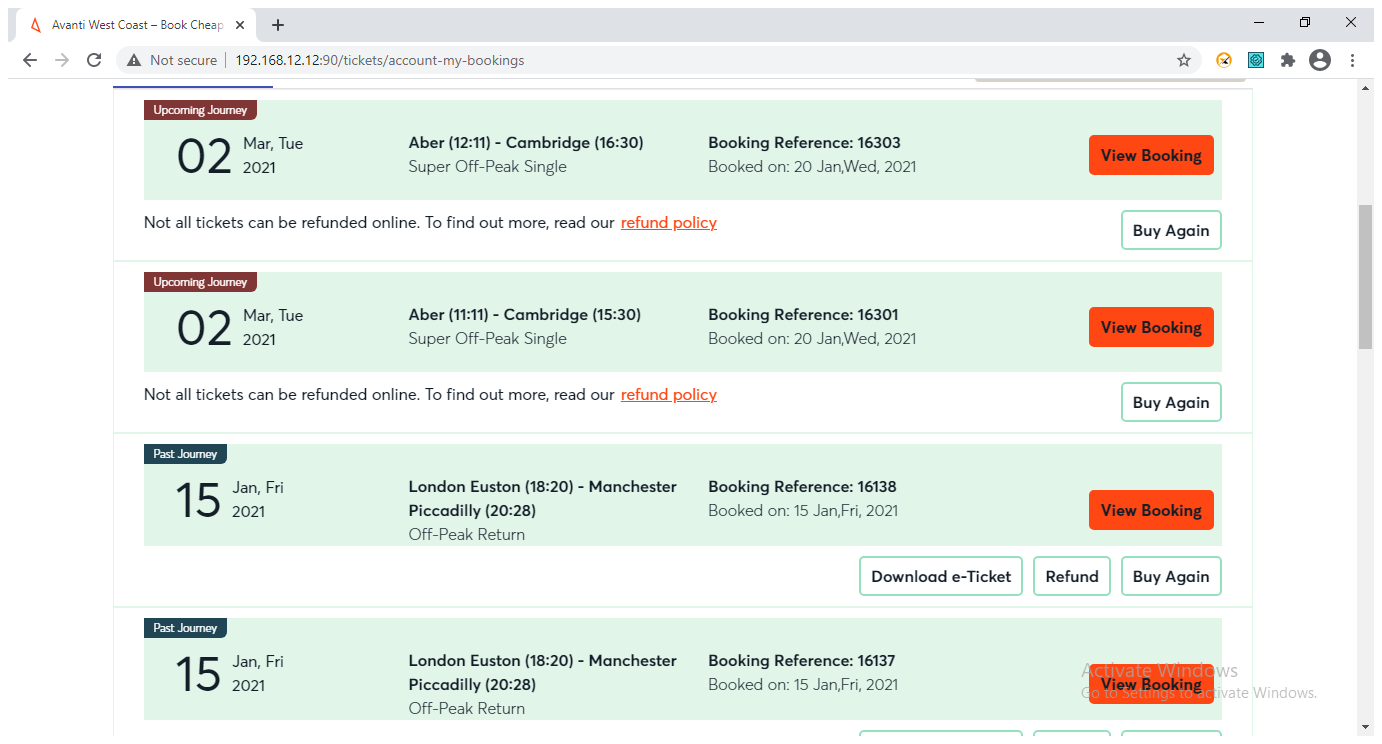 Avanti West Coast – Book Cheap
Not secure
192.168.12.12:90/tickets/account-my-bookings
Upcoming Journey
02
Mar, Tue
2021
Aber (12:11) - Cambridge (16:30)
Super Off-Peak Single
Booking Reference: 16303
Booked on: 20 Jan,Wed, 2021
View Booking
Not all tickets can be refunded online. To find out more, read our refund policy
Buy Again
Upcoming Journey
02
Mar, Tue
2021
Aber (11:11) - Cambridge (15:30)
Super Off-Peak Single
Booking Reference: 16301
Booked on: 20 Jan,Wed, 2021
View Booking
Not all tickets can be refunded online. To find out more, read our refund policy
Buy Again
Past Journey
15
Jan, Fri
2021
London Euston (18:20) - Manchester
Piccadilly (20:28)
Off-Peak Return
Booking Reference: 16138
Booked on: 15 Jan,Fri, 2021
View Booking
Download e-Ticket
Refund
Buy Again
Past Journey
15
Jan, Fri
2021
London Euston (18:20) - Manchester
Piccadilly (20:28)
Off-Peak Return
Booking Reference: 16137
Booked on: 15 Jan,Fri, 2021
View Booking
Activate Windows
Go to Settings to activate Windows.